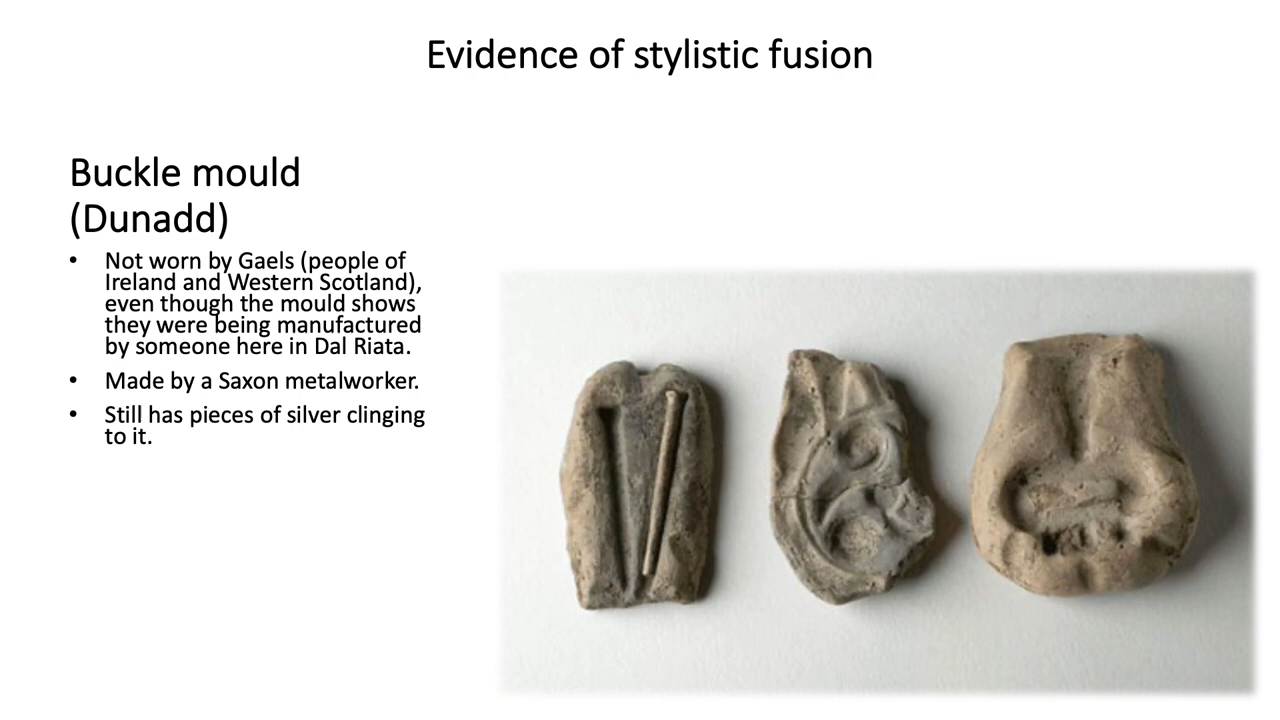 Evidence of stylistic fusion
Buckle mould
(Dunadd)
• Not worn by Gaels (people of
Ireland and Western Scotland),
even though the mould shows
they were being manufactured
by someone here in Dal Riata.
• Made by a Saxon metalworker.
• Still has pieces of silver clinging
to it.